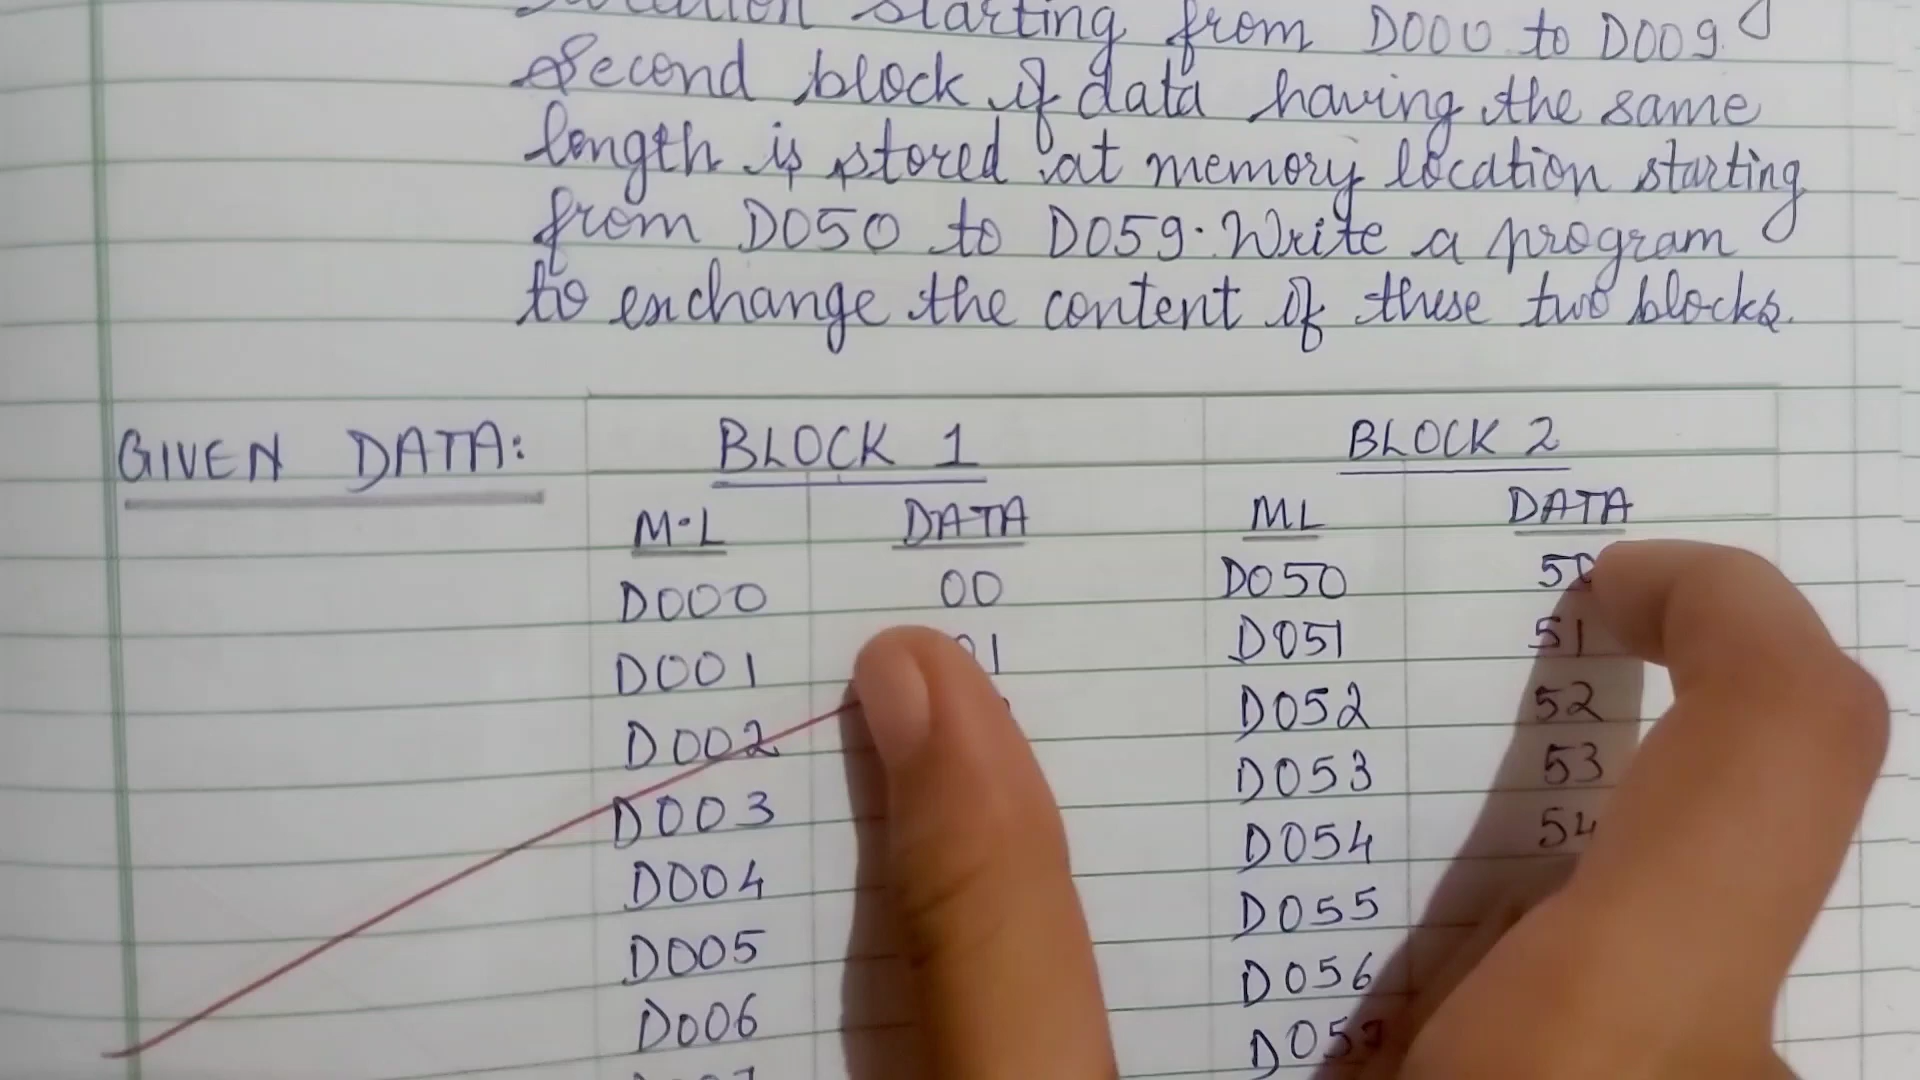 location starting from D000 to D009
Second block of data having the same
length is stored at memory location starting
from D050 to D059. Write a program
to exchange the content of these two blocks.
GIVEN DATA: BLOCK 1 BLOCK 2
M.L DATA ML DATA
D000 00 D050 50
D001 D051 51
D002 D052 52
D003 D053 53
D004 D054 54
D005 D055
D006 D056